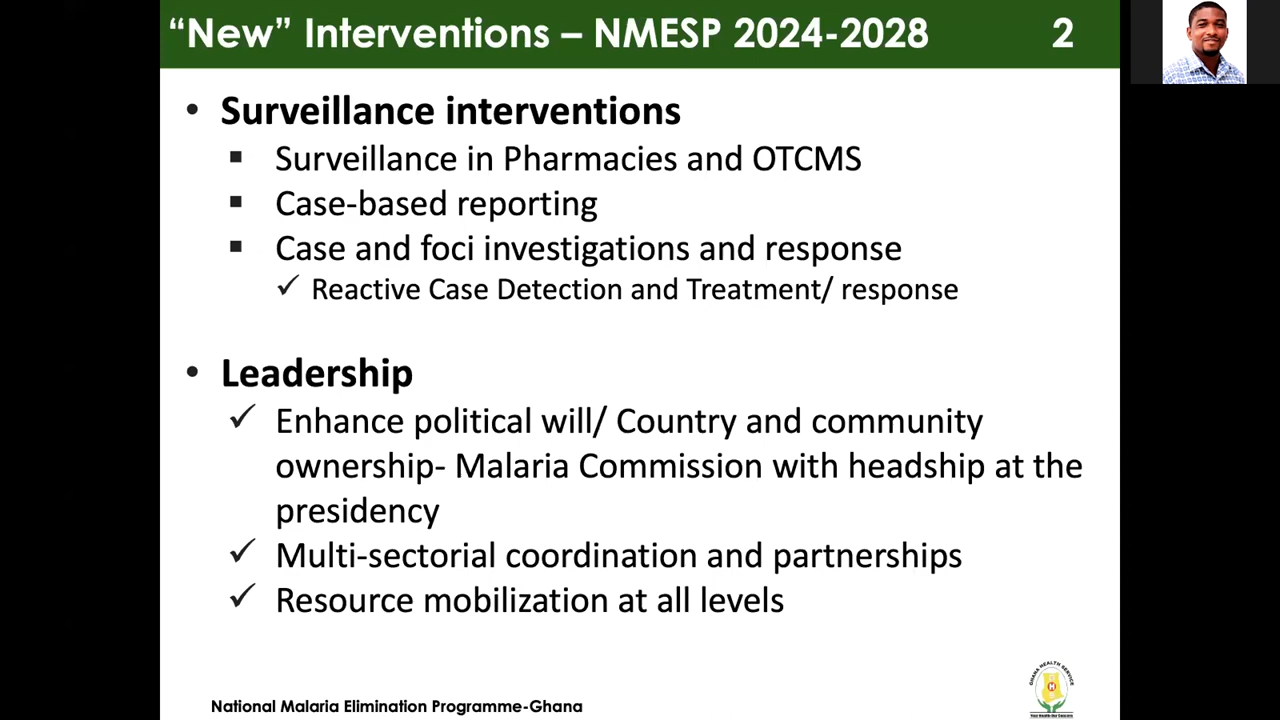 “New” Interventions – NMESP 2024-2028 2
• Surveillance interventions
▪ Surveillance in Pharmacies and OTCMS
▪ Case-based reporting
▪ Case and foci investigations and response
✓ Reactive Case Detection and Treatment/ response
• Leadership
✓ Enhance political will/ Country and community
ownership- Malaria Commission with headship at the
presidency
✓ Multi-sectorial coordination and partnerships
✓ Resource mobilization at all levels
National Malaria Elimination Programme-Ghana
GHANA HEALTH SERVICE